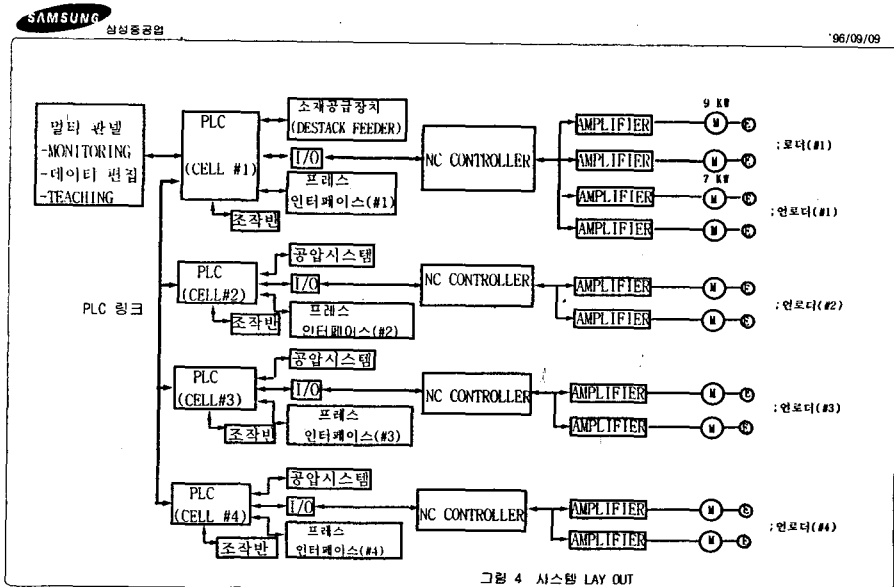 SAMSUNG
삼성중공업
'96/09/09
멀티 판넬
-MONITORING
-데이터 편집
-TEACHING
PLC
(CELL #1)
소재공급장치
(DESTACK FEEDER)
I/O
프레스
인터페이스(#1)
조작반
NC CONTROLLER
AMPLIFIER
9 KW
M
E
AMPLIFIER
M
E
;로더(#1)
AMPLIFIER
7 KW
M
E
AMPLIFIER
M
E
;언로더(#1)
PLC 링크
PLC
(CELL#2)
공압시스템
I/O
프레스
인터페이스(#2)
조작반
NC CONTROLLER
AMPLIFIER
M
E
AMPLIFIER
M
E
;언로더(#2)
PLC
(CELL#3)
공압시스템
I/O
프레스
인터페이스(#3)
조작반
NC CONTROLLER
AMPLIFIER
M
E
AMPLIFIER
M
E
;언로더(#3)
PLC
(CELL #4)
공압시스템
I/O
프레스
인터페이스(#4)
조작반
NC CONTROLLER
AMPLIFIER
M
E
AMPLIFIER
M
E
;언로더(#4)
그림 4 시스템 LAY OUT